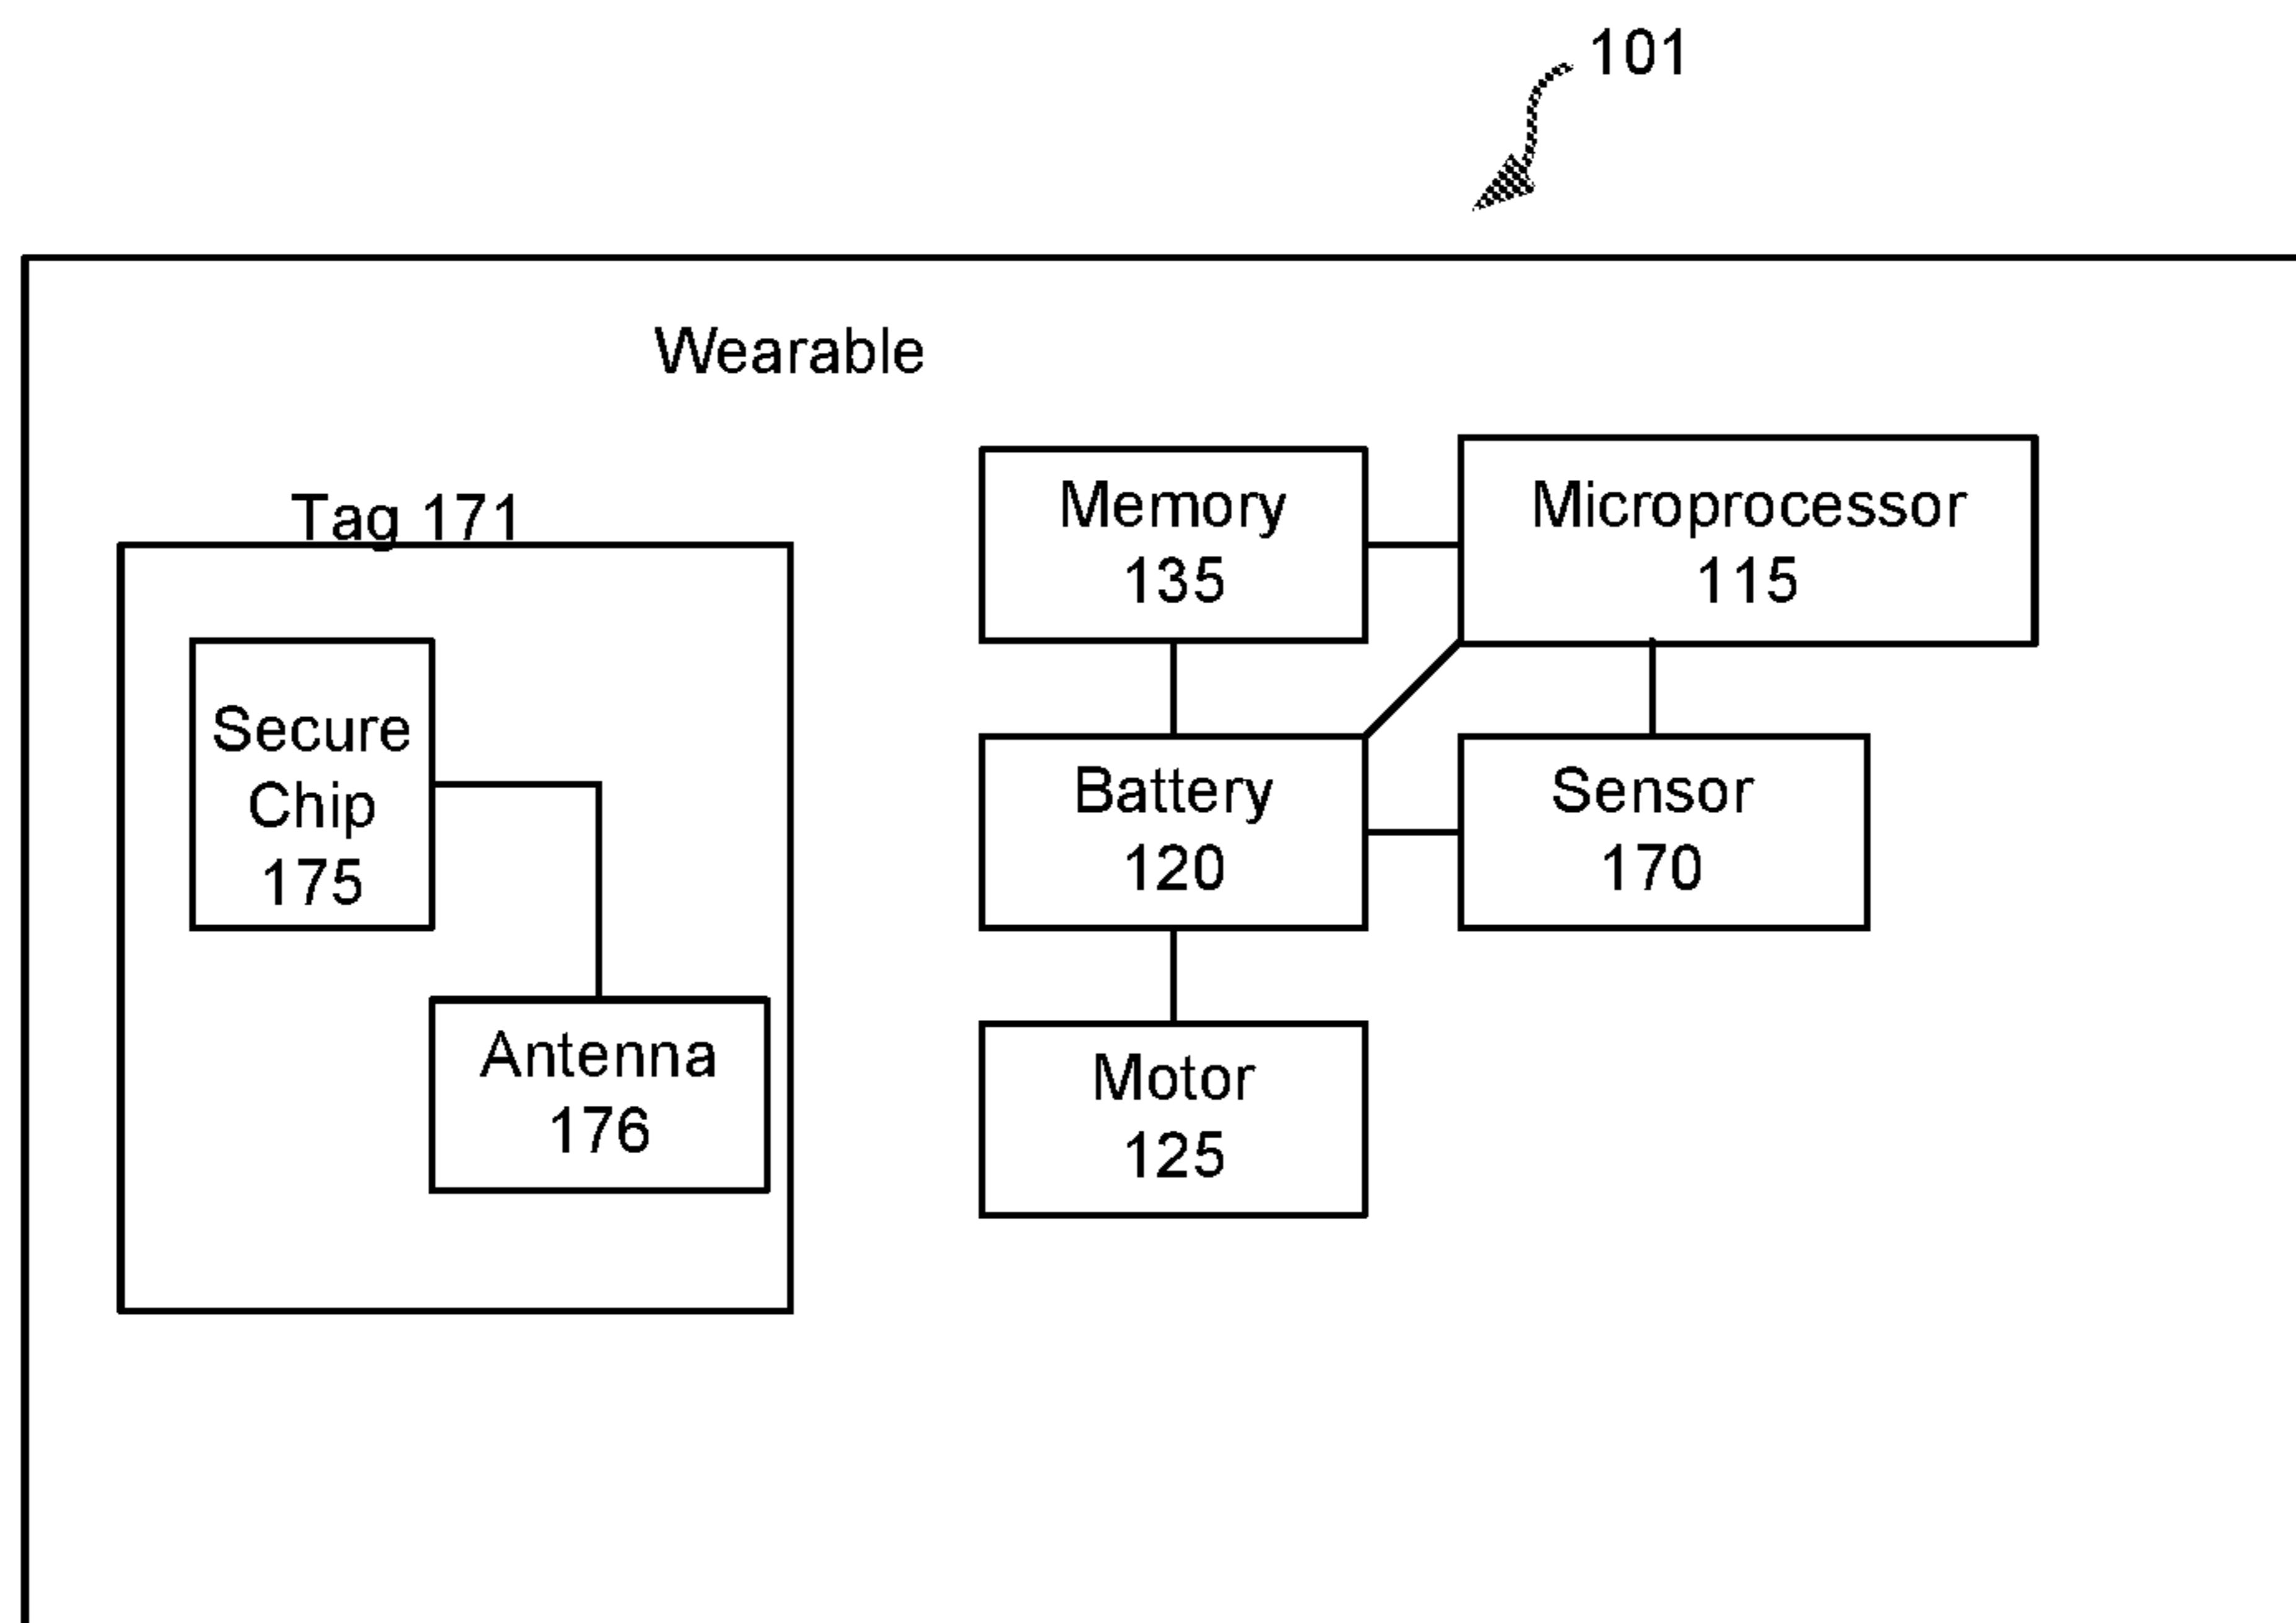 101
Wearable
Tag 171
Secure
Chip
175
Antenna
176
Memory
135
Microprocessor
115
Battery
120
Sensor
170
Motor
125